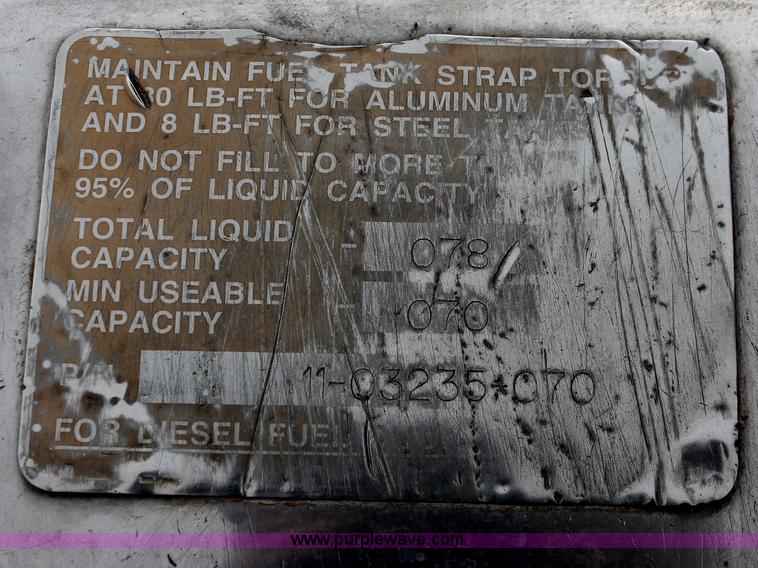 MAINTAIN FUEL TANK STRAP TORQUE
AT 30 LB-FT FOR ALUMINUM TANKS
AND 8 LB-FT FOR STEEL TANKS
DO NOT FILL TO MORE
95% OF LIQUID CAPACITY
TOTAL LIQUID
CAPACITY - 078
MIN USEABLE
CAPACITY - 070
P/N 11-03235*070
FOR DIESEL FUEL
www.purplewave.com